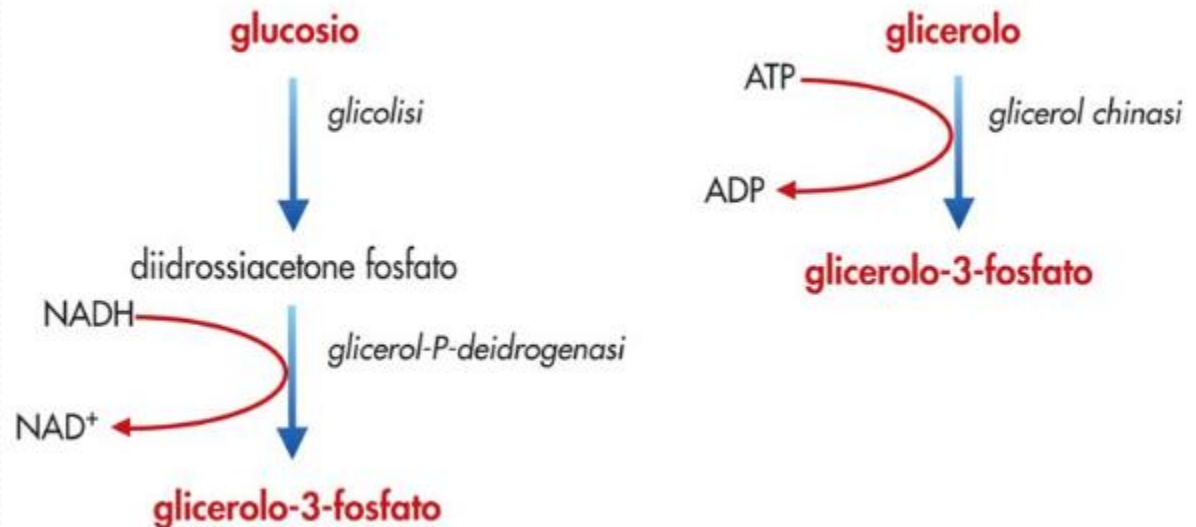 glucosio
glicolisi
diidrossiacetone fosfato
NADH
glicerol-P-deidrogenasi
NAD⁺
glicerolo-3-fosfato
glicerolo
ATP
glicerol chinasi
ADP
glicerolo-3-fosfato